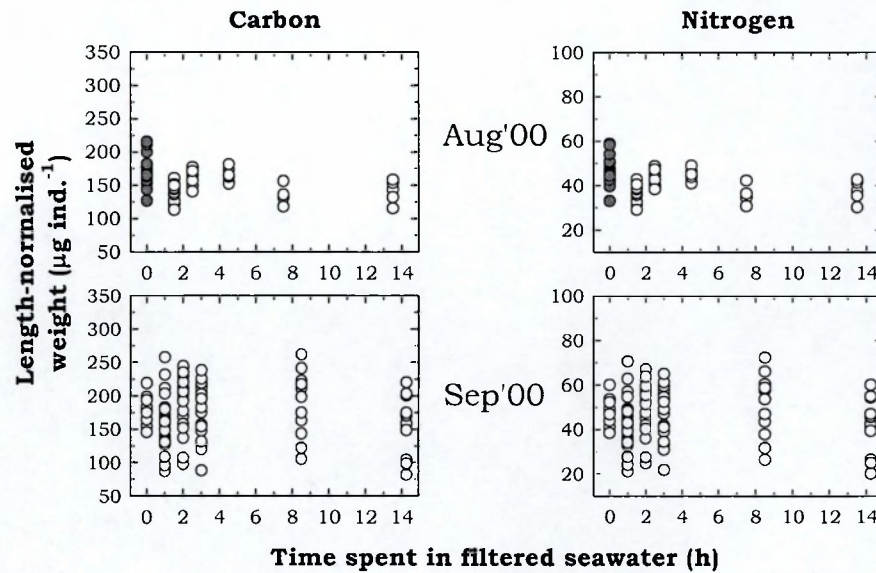 Carbon
Nitrogen
Length-normalised
weight (µg ind.⁻¹)
350
300
250
200
150
100
50
0 2 4 6 8 10 12 14
Aug'00
100
80
60
40
20
0 2 4 6 8 10 12 14
350
300
250
200
150
100
50
0 2 4 6 8 10 12 14
Sep'00
100
80
60
40
20
0 2 4 6 8 10 12 14
Time spent in filtered seawater (h)